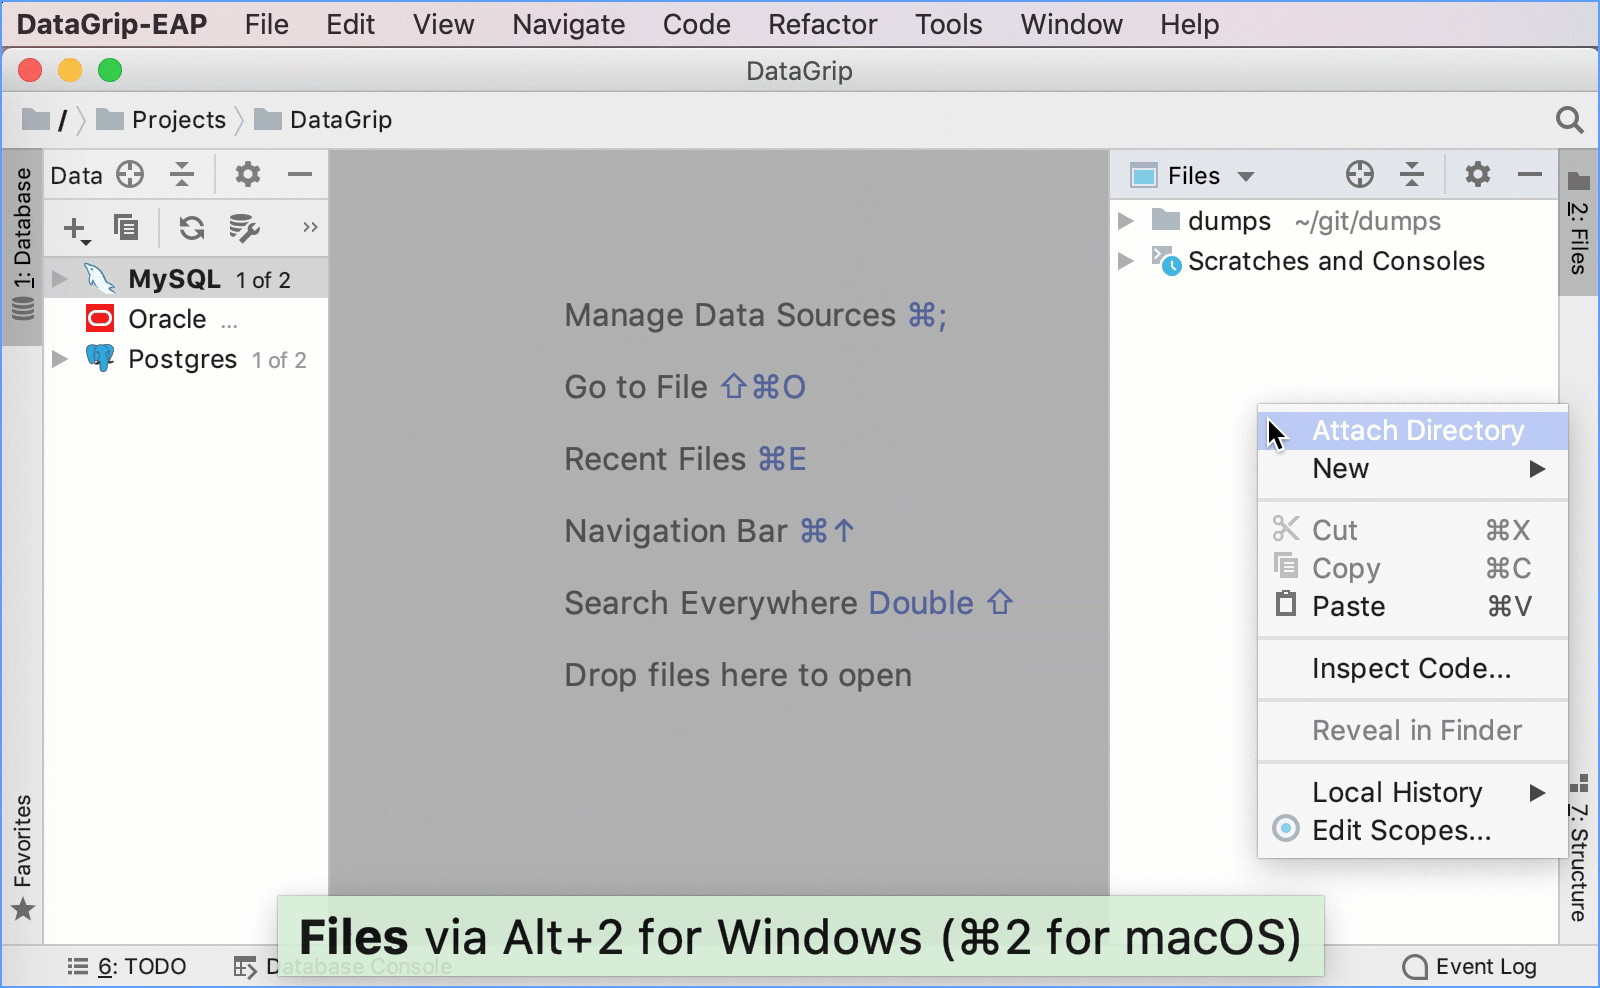 DataGrip-EAP File Edit View Navigate Code Refactor Tools Window Help
DataGrip
/ Projects DataGrip
1: Database
Favorites
Data
MySQL 1 of 2
Oracle ...
Postgres 1 of 2
Manage Data Sources ⌘;
Go to File ⇧⌘O
Recent Files ⌘E
Navigation Bar ⌘↑
Search Everywhere Double ⇧
Drop files here to open
Files
dumps ~/git/dumps
Scratches and Consoles
Attach Directory
New
Cut ⌘X
Copy ⌘C
Paste ⌘V
Inspect Code...
Reveal in Finder
Local History
Edit Scopes...
2: Files
7: Structure
Files via Alt+2 for Windows (⌘2 for macOS)
6: TODO Database Console Event Log